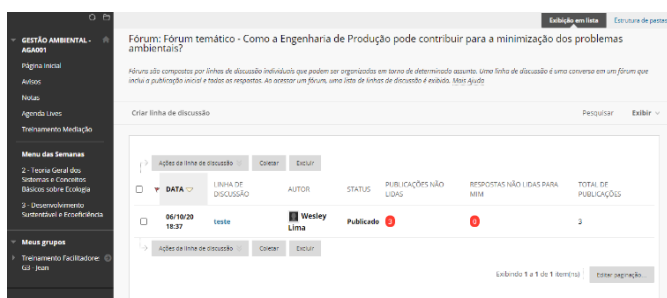 Exibição em lista
Estrutura de pastas
GESTÃO AMBIENTAL -
AGA001
Página Inicial
Avisos
Notas
Agenda Lives
Treinamento Mediação
Menu das Semanas
2 - Teoria Geral dos
Sistemas e Conceitos
Básicos sobre Ecologia
3 - Desenvolvimento
Sustentável e Ecoeficiência
Meus grupos
Treinamento Facilitadore
G3 - Jean
Fórum: Fórum temático - Como a Engenharia de Produção pode contribuir para a minimização dos problemas
ambientais?
Fóruns são compostos por linhas de discussão individuais que podem ser organizadas em torno de determinado assunto. Uma linha de discussão é uma conversa em um fórum que
inclui a publicação inicial e todas as respostas. Ao acessar um fórum, uma lista de linhas de discussão é exibida. Mais Ajuda
Criar linha de discussão
Pesquisar
Exibir
Ações da linha de discussão
Coletar
Excluir
DATA
LINHA DE
DISCUSSÃO
AUTOR
STATUS
PUBLICAÇÕES NÃO
LIDAS
RESPOSTAS NÃO LIDAS PARA
MIM
TOTAL DE
PUBLICAÇÕES
06/10/20
18:37
teste
Wesley
Lima
Publicado
3
0
3
Ações da linha de discussão
Coletar
Excluir
Exibindo 1 a 1 de 1 item(ns)
Editar paginação...